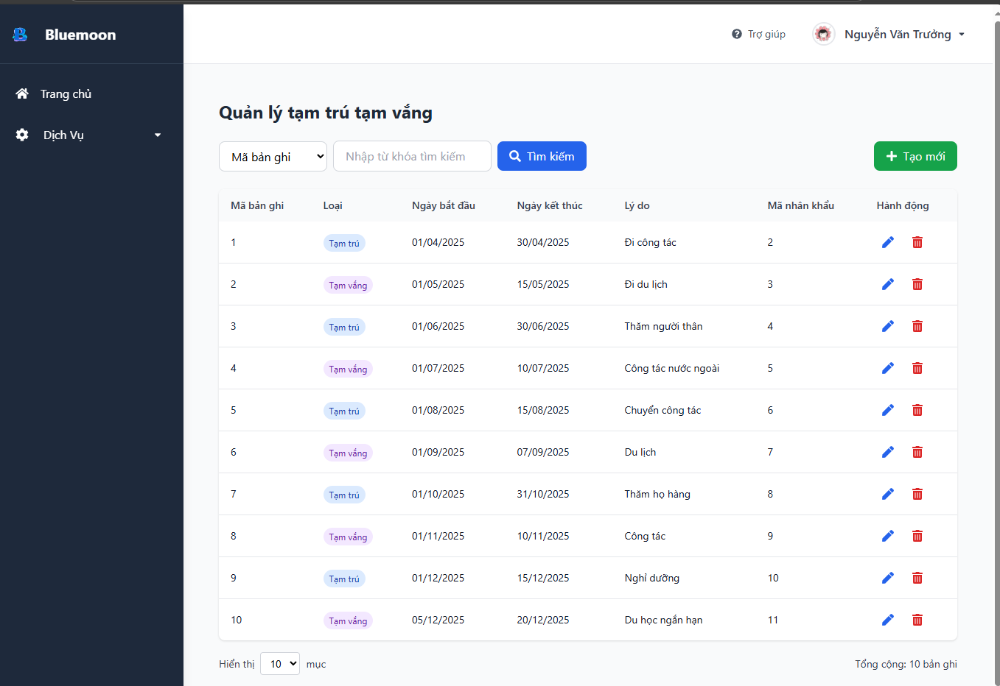 Bluemoon
Trợ giúp
Nguyễn Văn Trưởng
Trang chủ
Dịch Vụ
Quản lý tạm trú tạm vắng
Mã bản ghi
Nhập từ khóa tìm kiếm
Tìm kiếm
Tạo mới
Mã bản ghi Loại Ngày bắt đầu Ngày kết thúc Lý do Mã nhân khẩu Hành động
1 Tạm trú 01/04/2025 30/04/2025 Đi công tác 2
2 Tạm vắng 01/05/2025 15/05/2025 Đi du lịch 3
3 Tạm trú 01/06/2025 30/06/2025 Thăm người thân 4
4 Tạm vắng 01/07/2025 10/07/2025 Công tác nước ngoài 5
5 Tạm trú 01/08/2025 15/08/2025 Chuyển công tác 6
6 Tạm vắng 01/09/2025 07/09/2025 Du lịch 7
7 Tạm trú 01/10/2025 31/10/2025 Thăm họ hàng 8
8 Tạm vắng 01/11/2025 10/11/2025 Công tác 9
9 Tạm trú 01/12/2025 15/12/2025 Nghỉ dưỡng 10
10 Tạm vắng 05/12/2025 20/12/2025 Du học ngắn hạn 11
Hiển thị 10 mục
Tổng cộng: 10 bản ghi